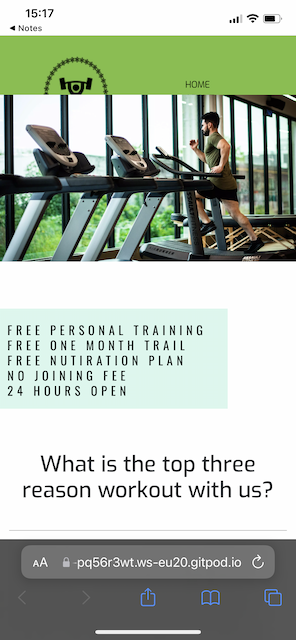 15:17
◀ Notes
HOME
FREE PERSONAL TRAINING
FREE ONE MONTH TRAIL
FREE NUTIRATION PLAN
NO JOINING FEE
24 HOURS OPEN
What is the top three
reason workout with us?
AA -pq56r3wt.ws-eu20.gitpod.io